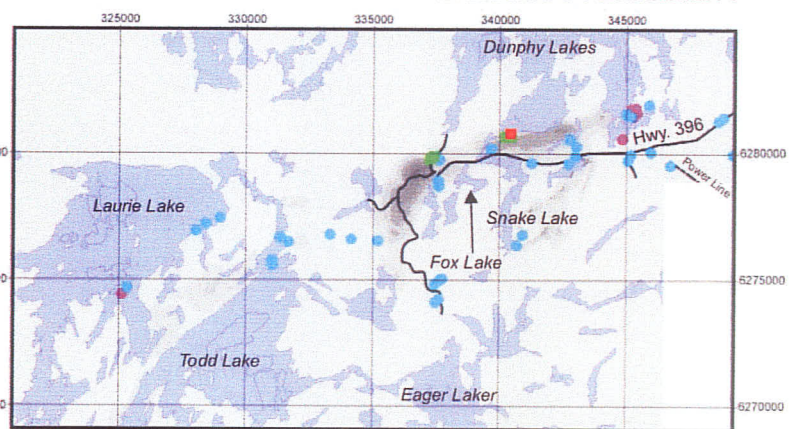 325000 330000 335000 340000 345000
Dunphy Lakes
Hwy. 396
6280000
Power Line
Laurie Lake
Snake Lake
Fox Lake
6275000
Todd Lake
Eager Laker
6270000